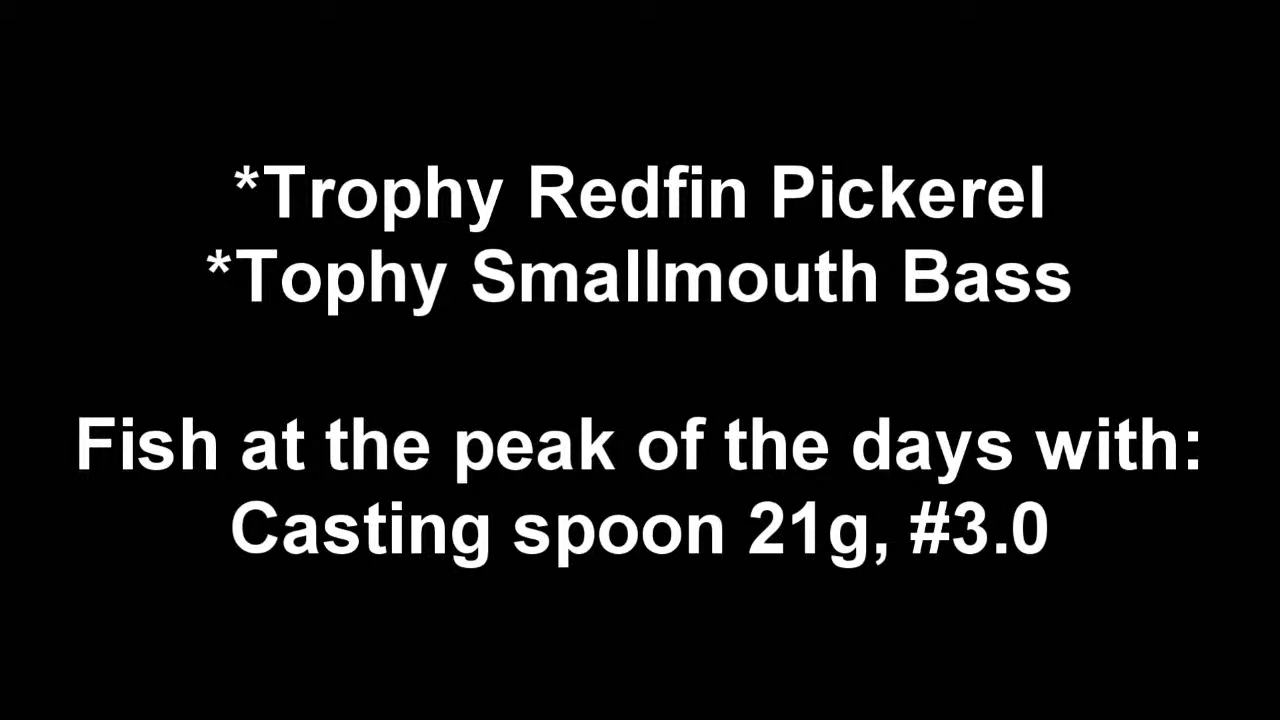 *Trophy Redfin Pickerel
*Tophy Smallmouth Bass
Fish at the peak of the days with:
Casting spoon 21g, #3.0